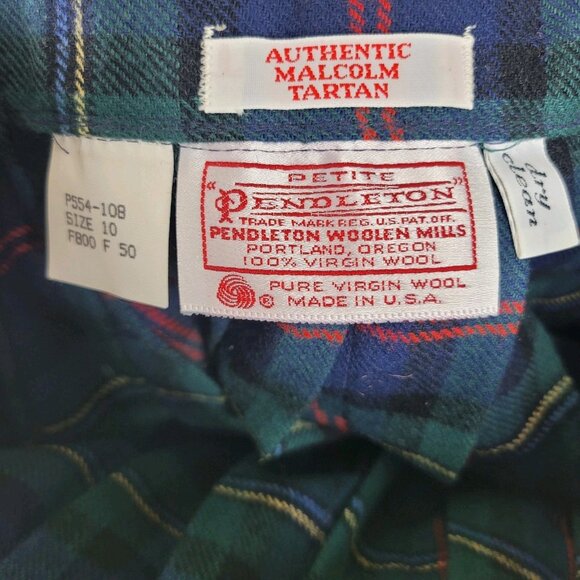 AUTHENTIC
MALCOLM
TARTAN
P554-108
SIZE 10
F800 F 50
PETITE
"PENDLETON"
TRADE MARK REG. U.S. PAT. OFF.
PENDLETON WOOLEN MILLS
PORTLAND, OREGON
100% VIRGIN WOOL
PURE VIRGIN WOOL
© MADE IN U.S.A.
dry
clean